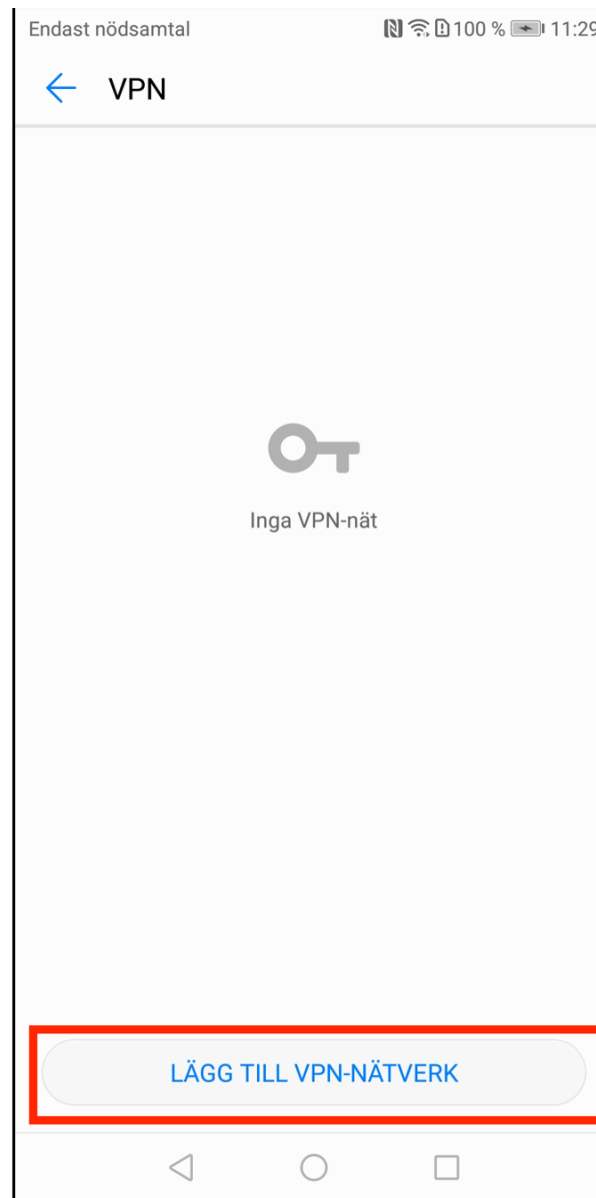 Endast nödsamtal 100 % 11:29
VPN
Inga VPN-nät
LÄGG TILL VPN-NÄTVERK